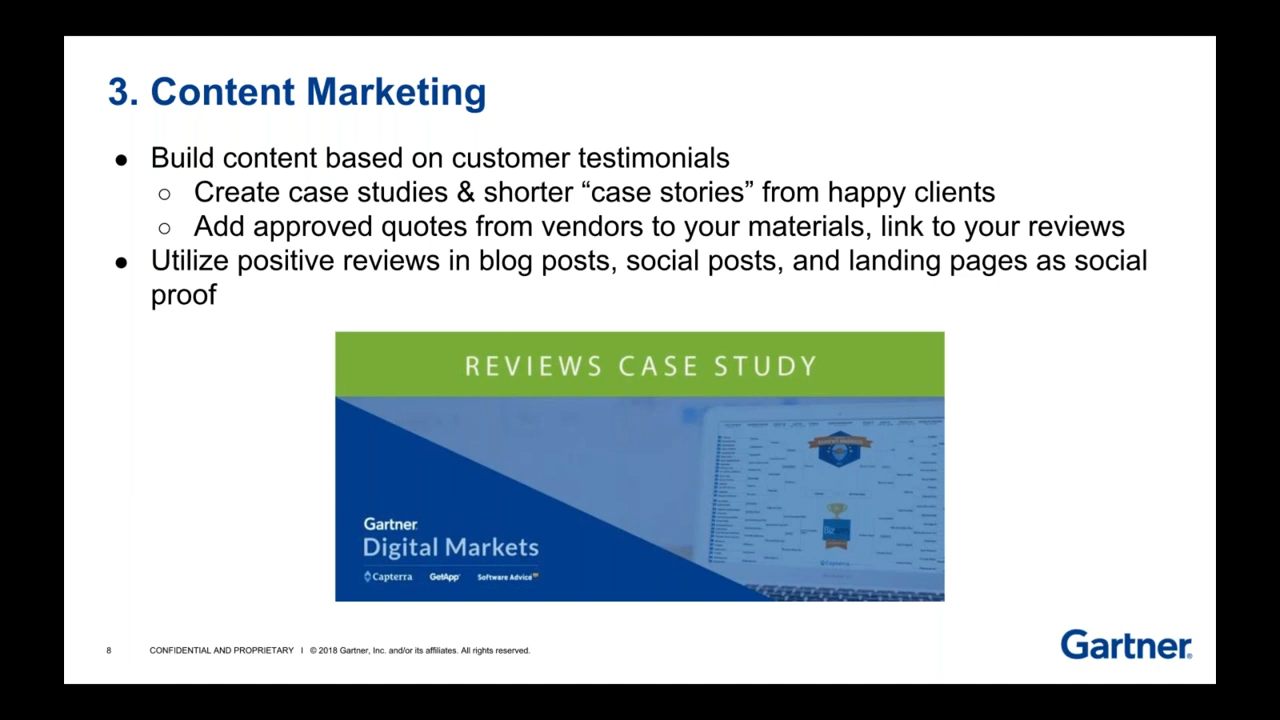 3. Content Marketing
● Build content based on customer testimonials
○ Create case studies & shorter “case stories” from happy clients
○ Add approved quotes from vendors to your materials, link to your reviews
● Utilize positive reviews in blog posts, social posts, and landing pages as social
proof
REVIEWS CASE STUDY
REVIEWS MADNESS
Gartner
Digital Markets
Capterra GetApp Software Advice
Capterra
8 CONFIDENTIAL AND PROPRIETARY I © 2018 Gartner, Inc. and/or its affiliates. All rights reserved.
Gartner®